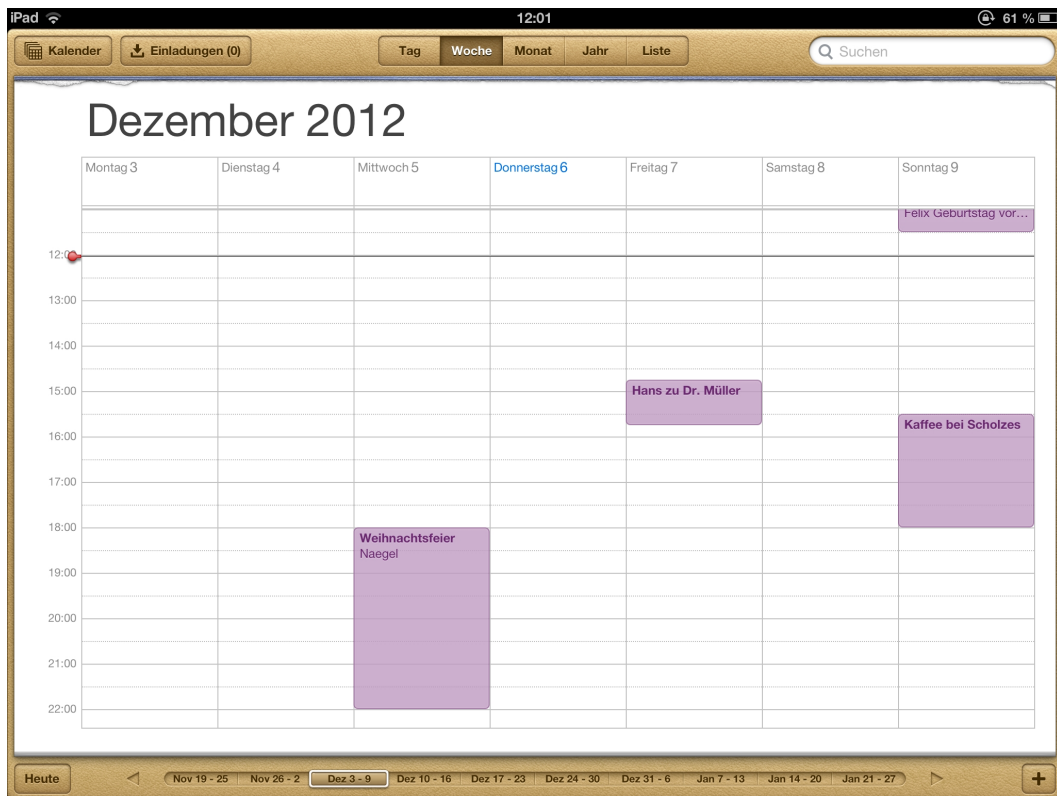 iPad 12:01 61 %
Kalender Einladungen (0) Tag Woche Monat Jahr Liste Suchen
Dezember 2012
Montag 3 Dienstag 4 Mittwoch 5 Donnerstag 6 Freitag 7 Samstag 8 Sonntag 9
Felix Geburtstag vor...
12:00
13:00
14:00
15:00
Hans zu Dr. Müller
Kaffee bei Scholzes
16:00
17:00
18:00
Weihnachtsfeier
Naegel
19:00
20:00
21:00
22:00
Heute Nov 19 - 25 Nov 26 - 2 Dez 3 - 9 Dez 10 - 16 Dez 17 - 23 Dez 24 - 30 Dez 31 - 6 Jan 7 - 13 Jan 14 - 20 Jan 21 - 27 +